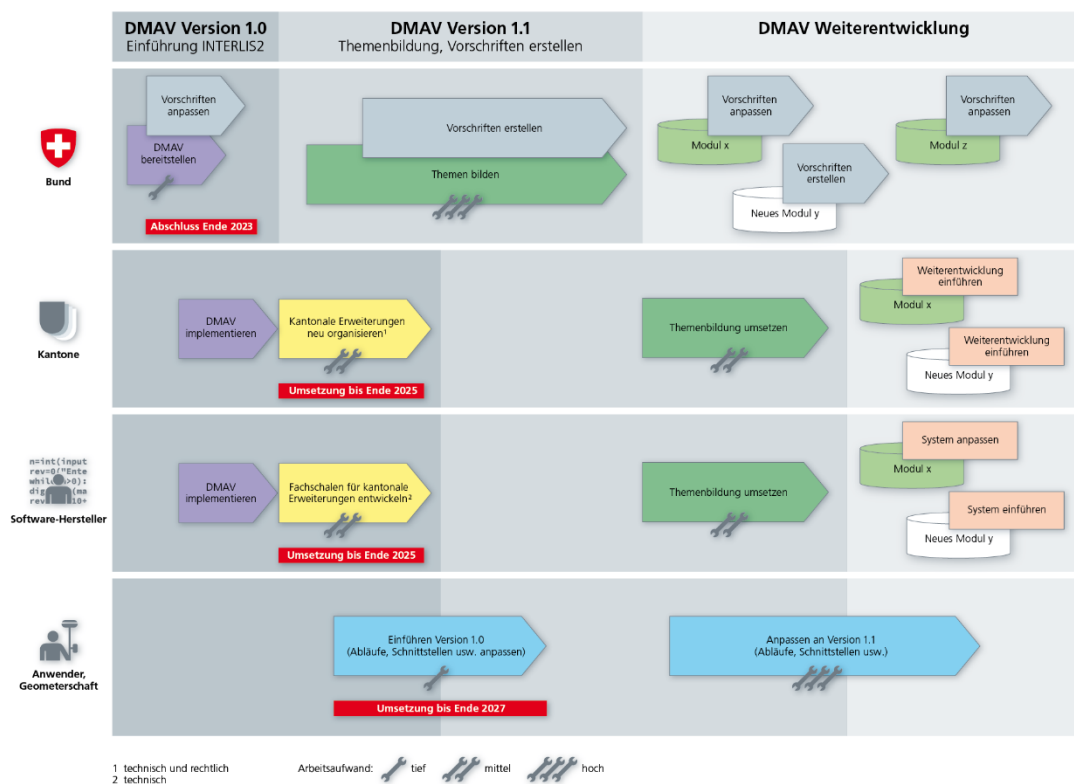 DMAV Version 1.0
Einführung INTERLIS2
DMAV Version 1.1
Themenbildung, Vorschriften erstellen
DMAV Weiterentwicklung
Bund
Vorschriften
anpassen
DMAV
bereitstellen
Abschluss Ende 2023
Vorschriften erstellen
Themen bilden
Vorschriften
anpassen
Modul x
Vorschriften
erstellen
Neues Modul y
Vorschriften
anpassen
Modul z
Kantone
DMAV
implementieren
Kantonale Erweiterungen
neu organisieren¹
Umsetzung bis Ende 2025
Themenbildung umsetzen
Weiterentwicklung
einführen
Modul x
Weiterentwicklung
einführen
Neues Modul y
n=int(input
rev=0("Ente
while n>0):
dig (ma
rev 10+
Software-Hersteller
DMAV
implementieren
Fachschalen für kantonale
Erweiterungen entwickeln²
Umsetzung bis Ende 2025
Themenbildung umsetzen
System anpassen
Modul x
System einführen
Neues Modul y
Anwender,
Geometerschaft
Einführen Version 1.0
(Abläufe, Schnittstellen usw. anpassen)
Umsetzung bis Ende 2027
Anpassen an Version 1.1
(Abläufe, Schnittstellen usw.)
1 technisch und rechtlich
2 technisch
Arbeitsaufwand: tief mittel hoch